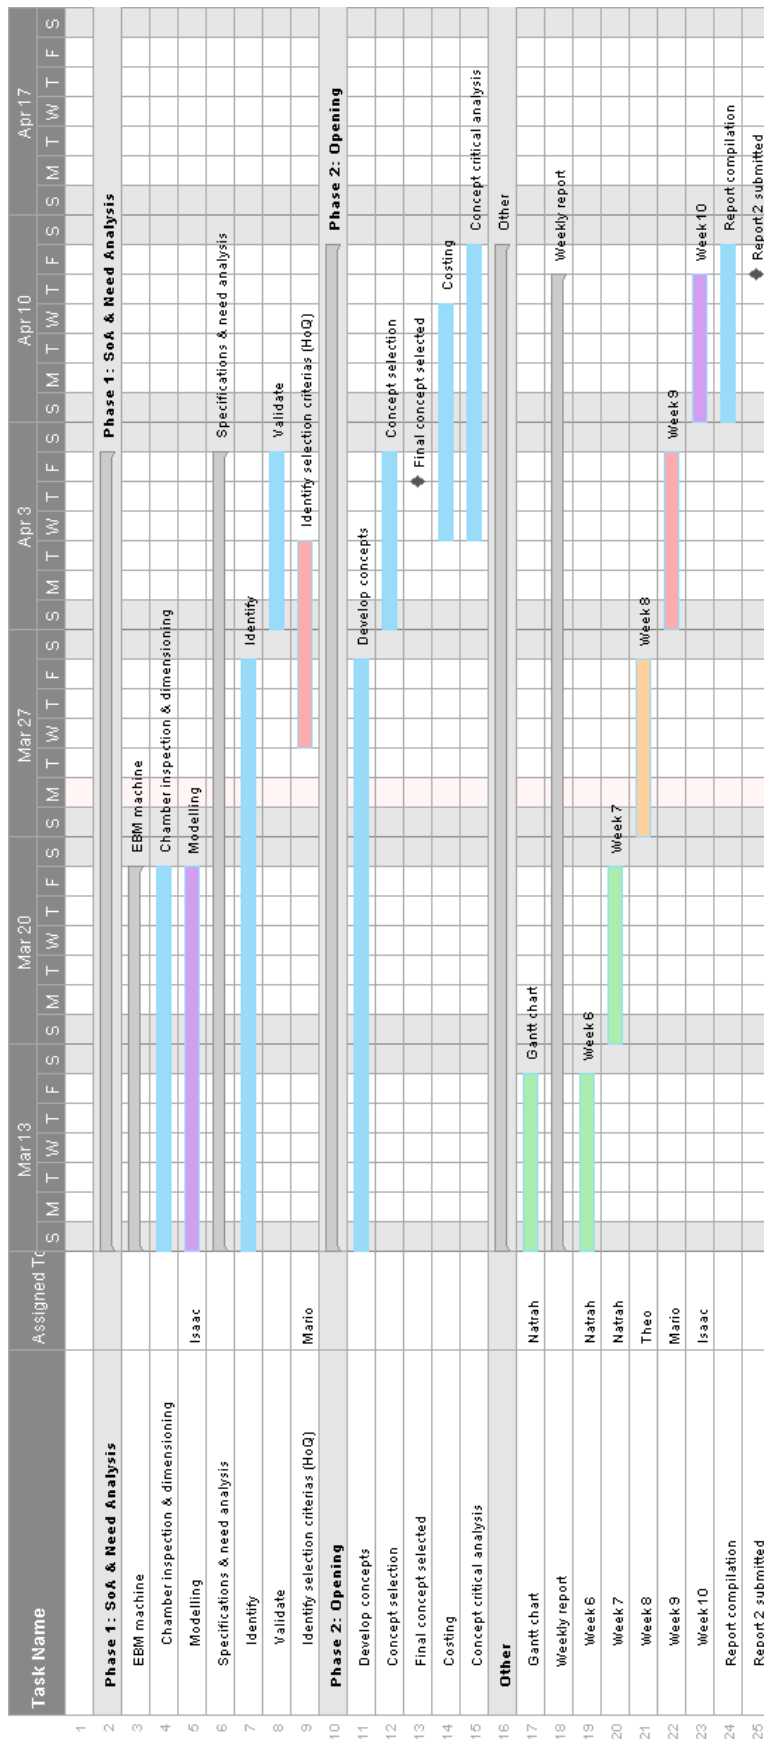 Task Name Assigned To Mar 13 Mar 20 Mar 27 Apr 3 Apr 10 Apr 17
S M T W T F S S M T W T F S S M T W T F S S M T W T F S S M T W T F S S M T W T F S
1
2 Phase 1: SoA & Need Analysis Phase 1: SoA & Need Analysis
3 EBM machine EBM machine
4 Chamber inspection & dimensioning Chamber inspection & dimensioning
5 Modelling Isaac Modelling
6 Specifications & need analysis Specifications & need analysis
7 Identify Identify
8 Validate Validate
9 Identify selection criterias (HoQ) Mario Identify selection criterias (HoQ)
10 Phase 2: Opening Phase 2: Opening
11 Develop concepts Develop concepts
12 Concept selection Concept selection
13 Final concept selected Final concept selected
14 Costing Costing
15 Concept critical analysis Concept critical analysis
16 Other Other
17 Gantt chart Natrah Gantt chart
18 Weekly report Weekly report
19 Week 6 Natrah Week 6
20 Week 7 Natrah Week 7
21 Week 8 Theo Week 8
22 Week 9 Mario Week 9
23 Week 10 Isaac Week 10
24 Report compilation Report compilation
25 Report 2 submitted Report 2 submitted